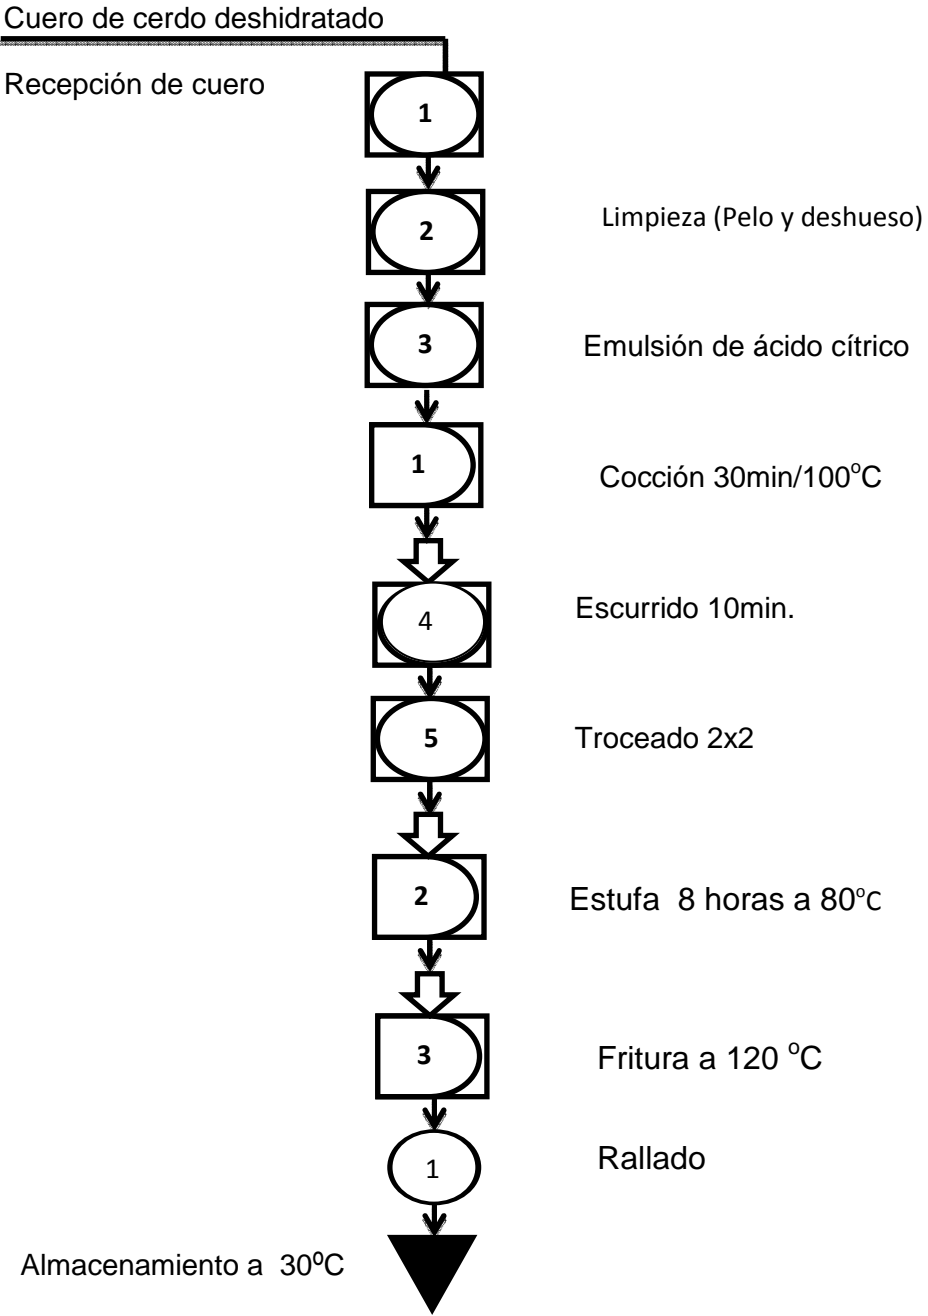 Cuero de cerdo deshidratado
Recepción de cuero
1
2
Limpieza (Pelo y deshueso)
3
Emulsión de ácido cítrico
1
Cocción 30min/100°C
4
Escurrido 10min.
5
Troceado 2x2
2
Estufa 8 horas a 80°C
3
Fritura a 120 °C
1
Rallado
Almacenamiento a 30°C